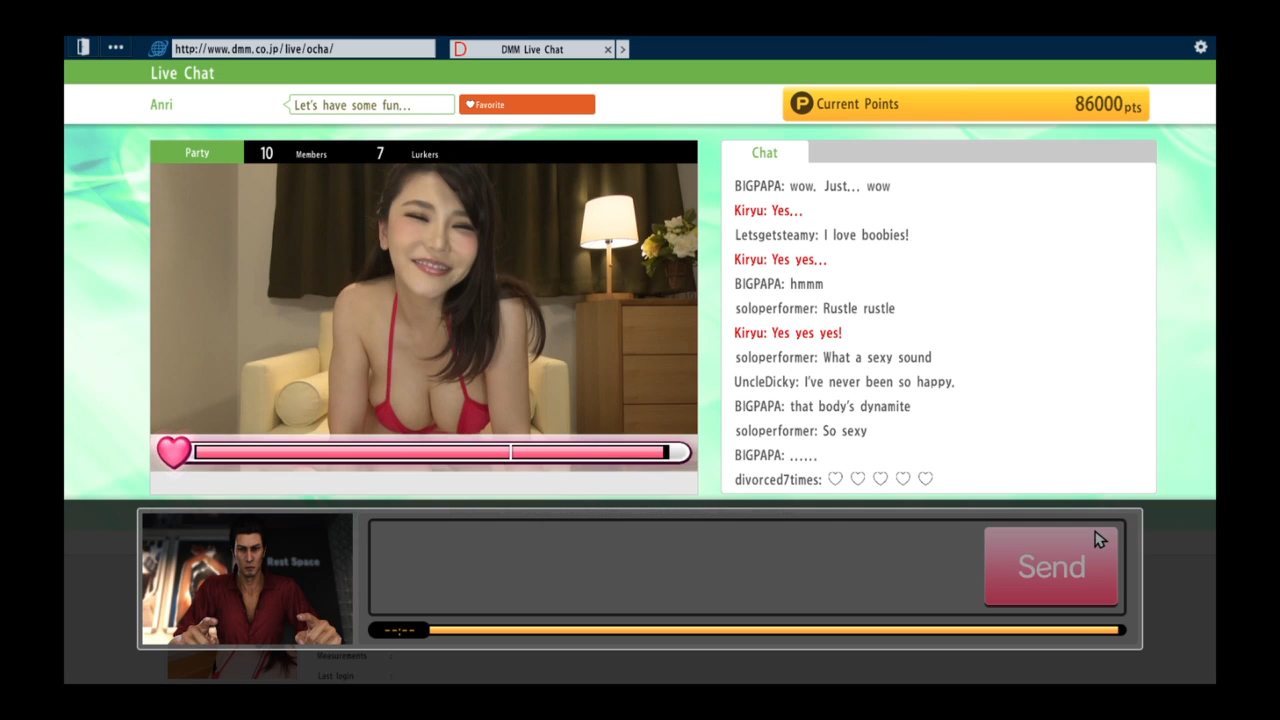 http://www.dmm.co.jp/live/ocha/
D DMM Live Chat × >
Live Chat
Anri
Let's have some fun...
Favorite
P Current Points 86000pts
Party 10 Members 7 Lurkers
Chat
BIGPAPA: wow. Just... wow
Kiryu: Yes...
Letsgetsteamy: I love boobies!
Kiryu: Yes yes...
BIGPAPA: hmmm
soloperformer: Rustle rustle
Kiryu: Yes yes yes!
soloperformer: What a sexy sound
UncleDicky: I've never been so happy.
BIGPAPA: that body's dynamite
soloperformer: So sexy
BIGPAPA: ......
divorced7times: ♡ ♡ ♡ ♡ ♡
Rest Space
Send
--:--
Measurements :
Last login :